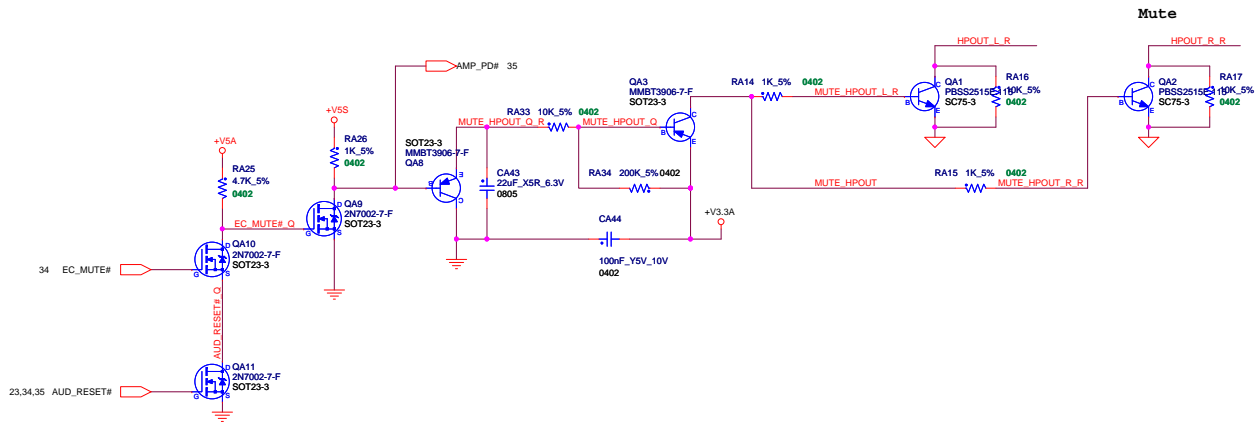 Mute
HPOUT_L_R
HPOUT_R_R
AMP_PD# 35
QA3
MMBT3906-7-F
SOT23-3
RA14 1K_5% 0402
MUTE_HPOUT_L_R
QA1
PBSS2515E-115
SC75-3
RA16
10K_5%
0402
QA2
PBSS2515E-115
SC75-3
RA17
10K_5%
0402
C
B
E
C
B
E
+V5S
RA26
1K_5%
0402
RA33 10K_5% 0402
MUTE_HPOUT_Q_R
MUTE_HPOUT_Q
C
B
E
+V5A
RA25
4.7K_5%
0402
SOT23-3
MMBT3906-7-F
QA8
E
B
C
CA43
22uF_X5R_6.3V
0805
RA34 200K_5% 0402
MUTE_HPOUT
RA15 1K_5% 0402
MUTE_HPOUT_R_R
EC_MUTE#_Q
QA9
2N7002-7-F
SOT23-3
D
G
S
+V3.3A
CA44
100nF_Y5V_10V
0402
QA10
2N7002-7-F
SOT23-3
D
G
S
34 EC_MUTE#
AUD_RESET#_Q
QA11
2N7002-7-F
SOT23-3
D
G
S
23,34,35 AUD_RESET#